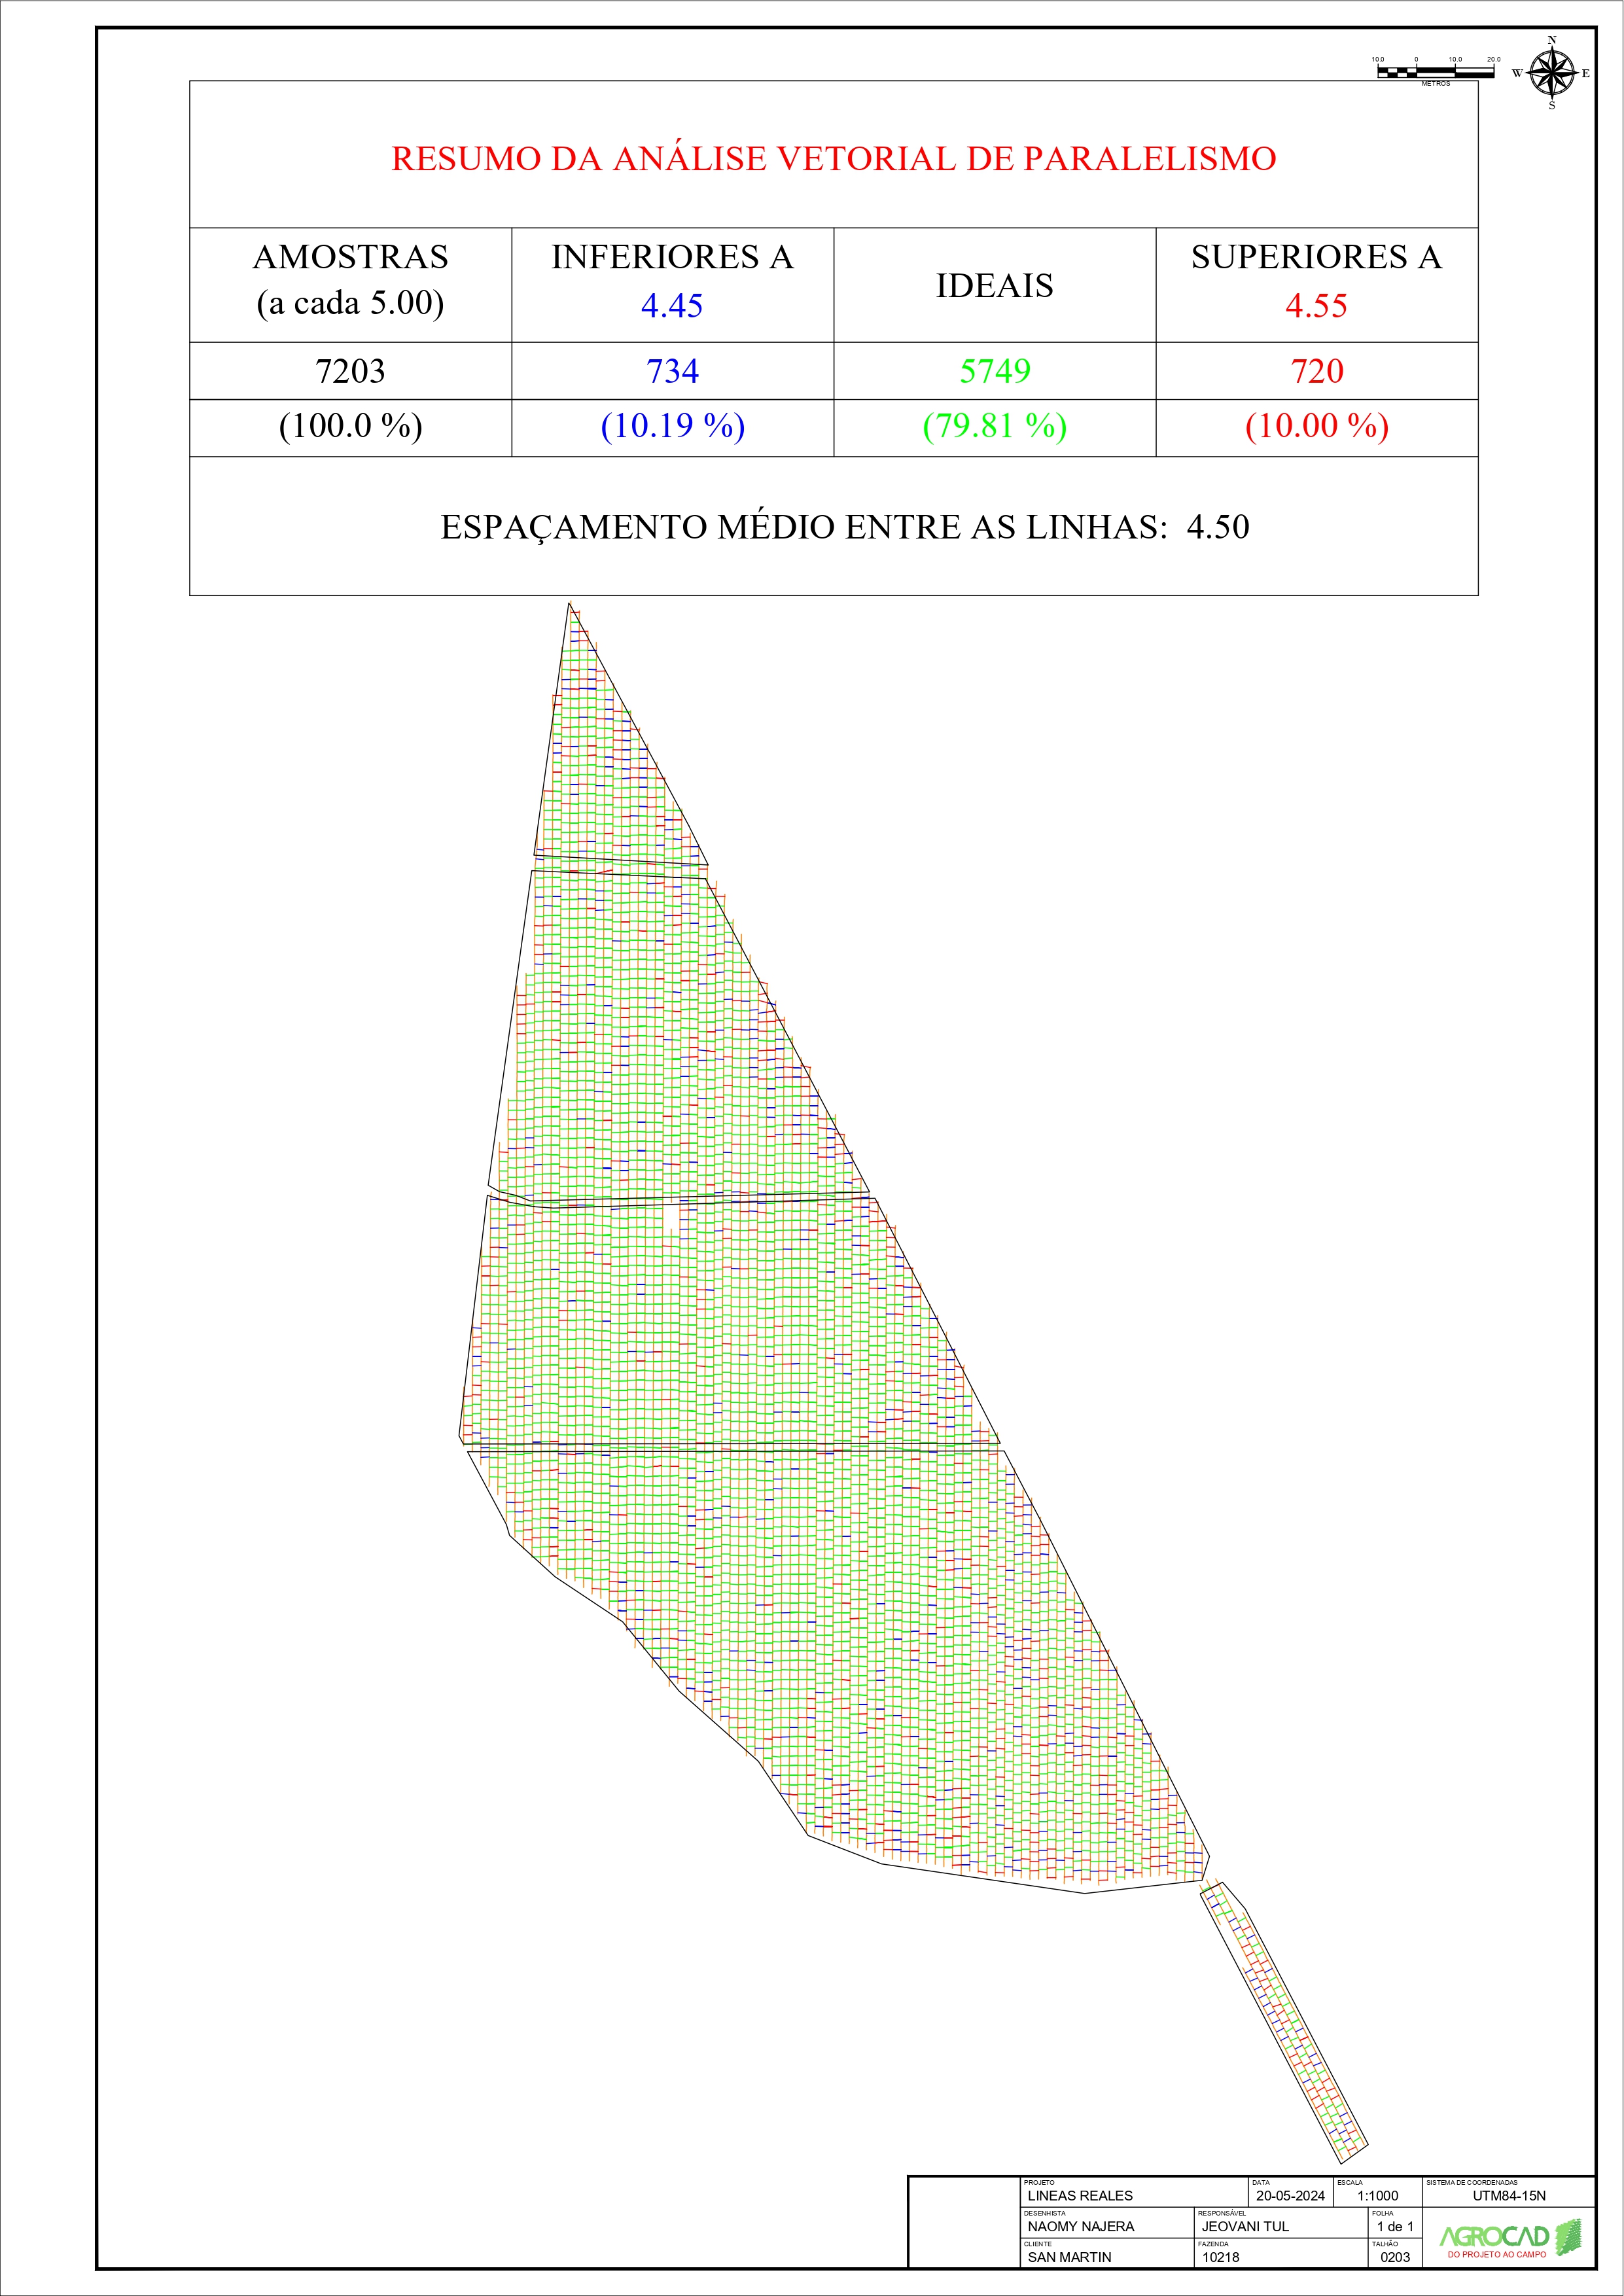 N
W E
S
10.0 0 10.0 20.0
METROS
RESUMO DA ANÁLISE VETORIAL DE PARALELISMO
AMOSTRAS
(a cada 5.00)
INFERIORES A
4.45
IDEAIS
SUPERIORES A
4.55
7203 734 5749 720
(100.0 %) (10.19 %) (79.81 %) (10.00 %)
ESPAÇAMENTO MÉDIO ENTRE AS LINHAS: 4.50
PROJETO
LINEAS REALES
DATA
20-05-2024
ESCALA
1:1000
SISTEMA DE COORDENADAS
UTM84-15N
DESENHISTA
NAOMY NAJERA
RESPONSÁVEL
JEOVANI TUL
FOLHA
1 de 1
CLIENTE
SAN MARTIN
FAZENDA
10218
TALHÃO
0203
AGROCAD
DO PROJETO AO CAMPO